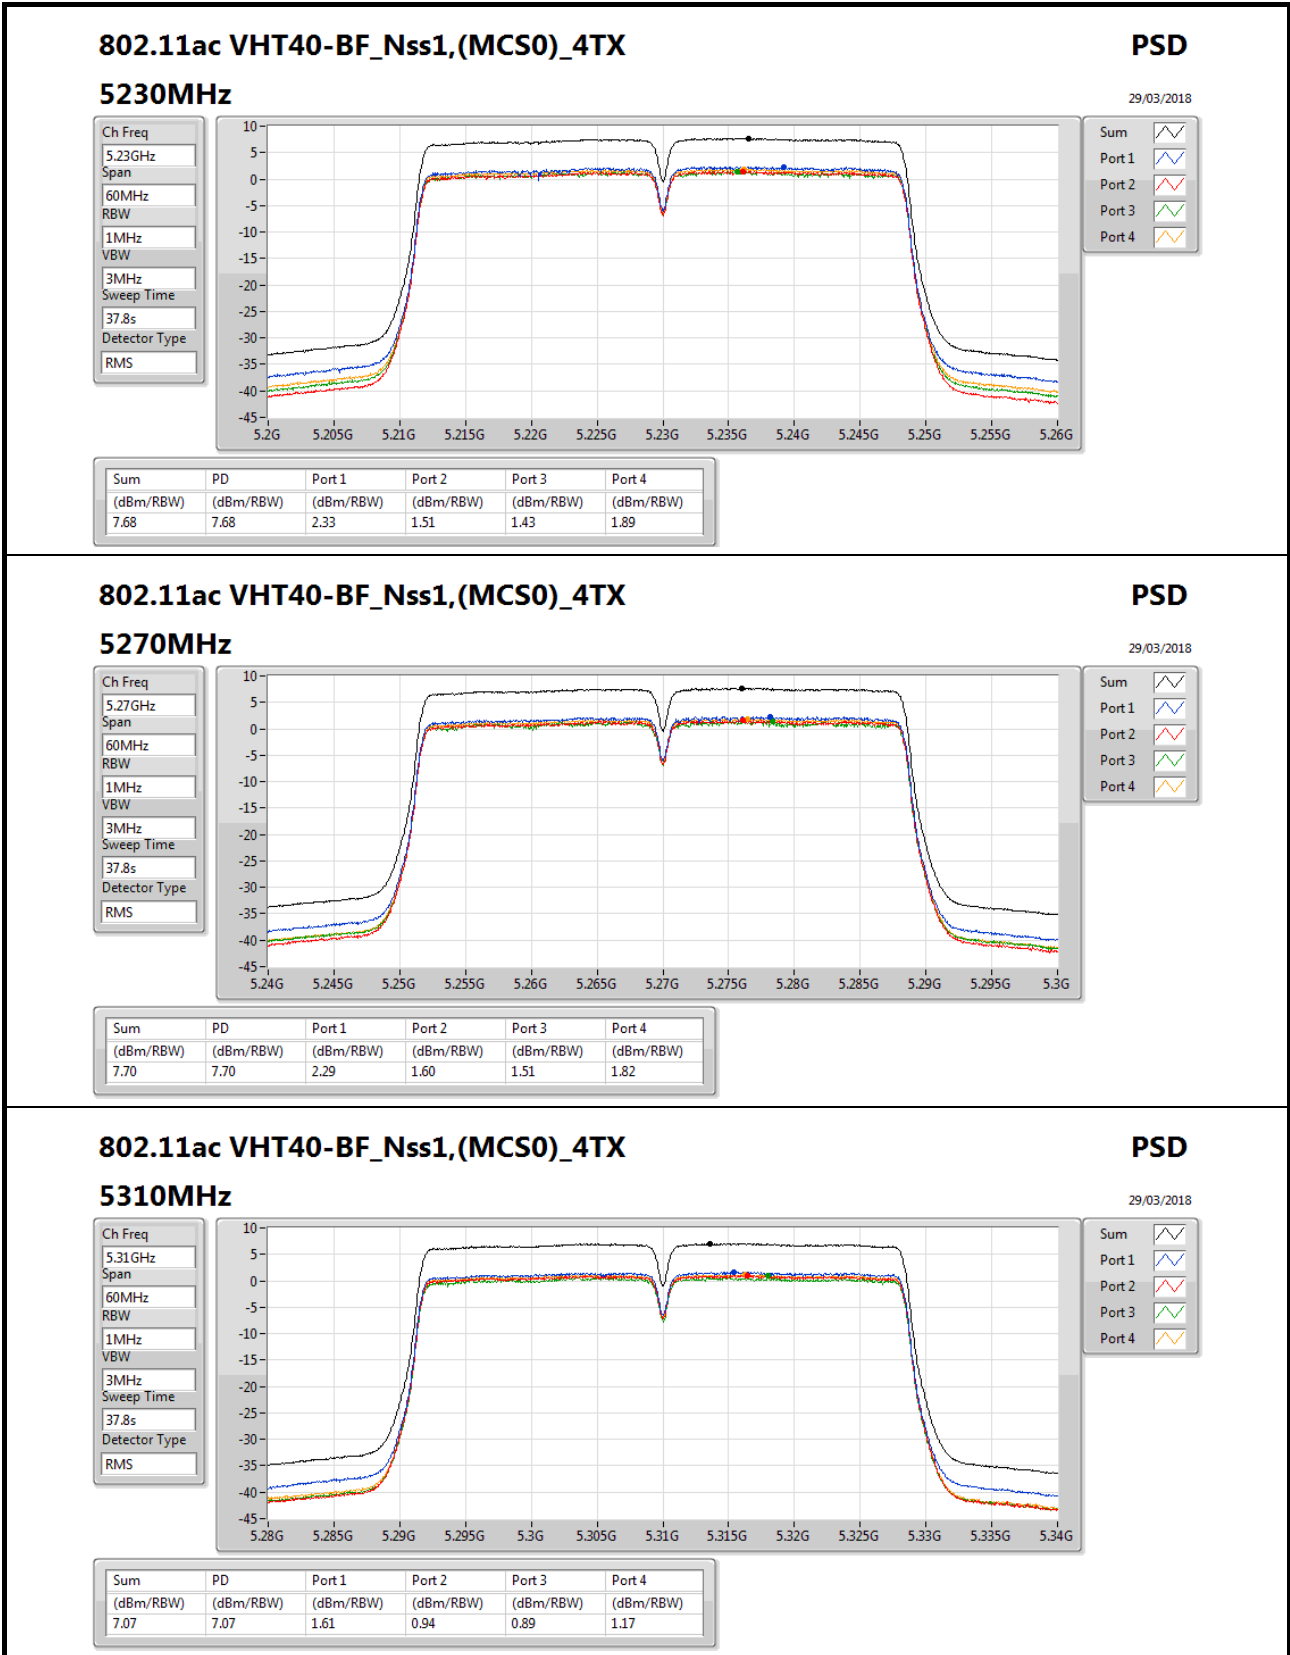 802.11ac VHT40-BF_Nss1,(MCS0)_4TX PSD
5230MHz
29/03/2018
Ch Freq
5.23GHz
Span
60MHz
RBW
1MHz
VBW
3MHz
Sweep Time
37.8s
Detector Type
RMS
10
5
0
-5
-10
-15
-20
-25
-30
-35
-40
-45
5.2G 5.205G 5.21G 5.215G 5.22G 5.225G 5.23G 5.235G 5.24G 5.245G 5.25G 5.255G 5.26G
Sum
Port 1
Port 2
Port 3
Port 4
Sum PD Port 1 Port 2 Port 3 Port 4
(dBm/RBW) (dBm/RBW) (dBm/RBW) (dBm/RBW) (dBm/RBW) (dBm/RBW)
7.68 7.68 2.33 1.51 1.43 1.89
802.11ac VHT40-BF_Nss1,(MCS0)_4TX PSD
5270MHz
29/03/2018
Ch Freq
5.27GHz
Span
60MHz
RBW
1MHz
VBW
3MHz
Sweep Time
37.8s
Detector Type
RMS
10
5
0
-5
-10
-15
-20
-25
-30
-35
-40
-45
5.24G 5.245G 5.25G 5.255G 5.26G 5.265G 5.27G 5.275G 5.28G 5.285G 5.29G 5.295G 5.3G
Sum
Port 1
Port 2
Port 3
Port 4
Sum PD Port 1 Port 2 Port 3 Port 4
(dBm/RBW) (dBm/RBW) (dBm/RBW) (dBm/RBW) (dBm/RBW) (dBm/RBW)
7.70 7.70 2.29 1.60 1.51 1.82
802.11ac VHT40-BF_Nss1,(MCS0)_4TX PSD
5310MHz
29/03/2018
Ch Freq
5.31GHz
Span
60MHz
RBW
1MHz
VBW
3MHz
Sweep Time
37.8s
Detector Type
RMS
10
5
0
-5
-10
-15
-20
-25
-30
-35
-40
-45
5.28G 5.285G 5.29G 5.295G 5.3G 5.305G 5.31G 5.315G 5.32G 5.325G 5.33G 5.335G 5.34G
Sum
Port 1
Port 2
Port 3
Port 4
Sum PD Port 1 Port 2 Port 3 Port 4
(dBm/RBW) (dBm/RBW) (dBm/RBW) (dBm/RBW) (dBm/RBW) (dBm/RBW)
7.07 7.07 1.61 0.94 0.89 1.17